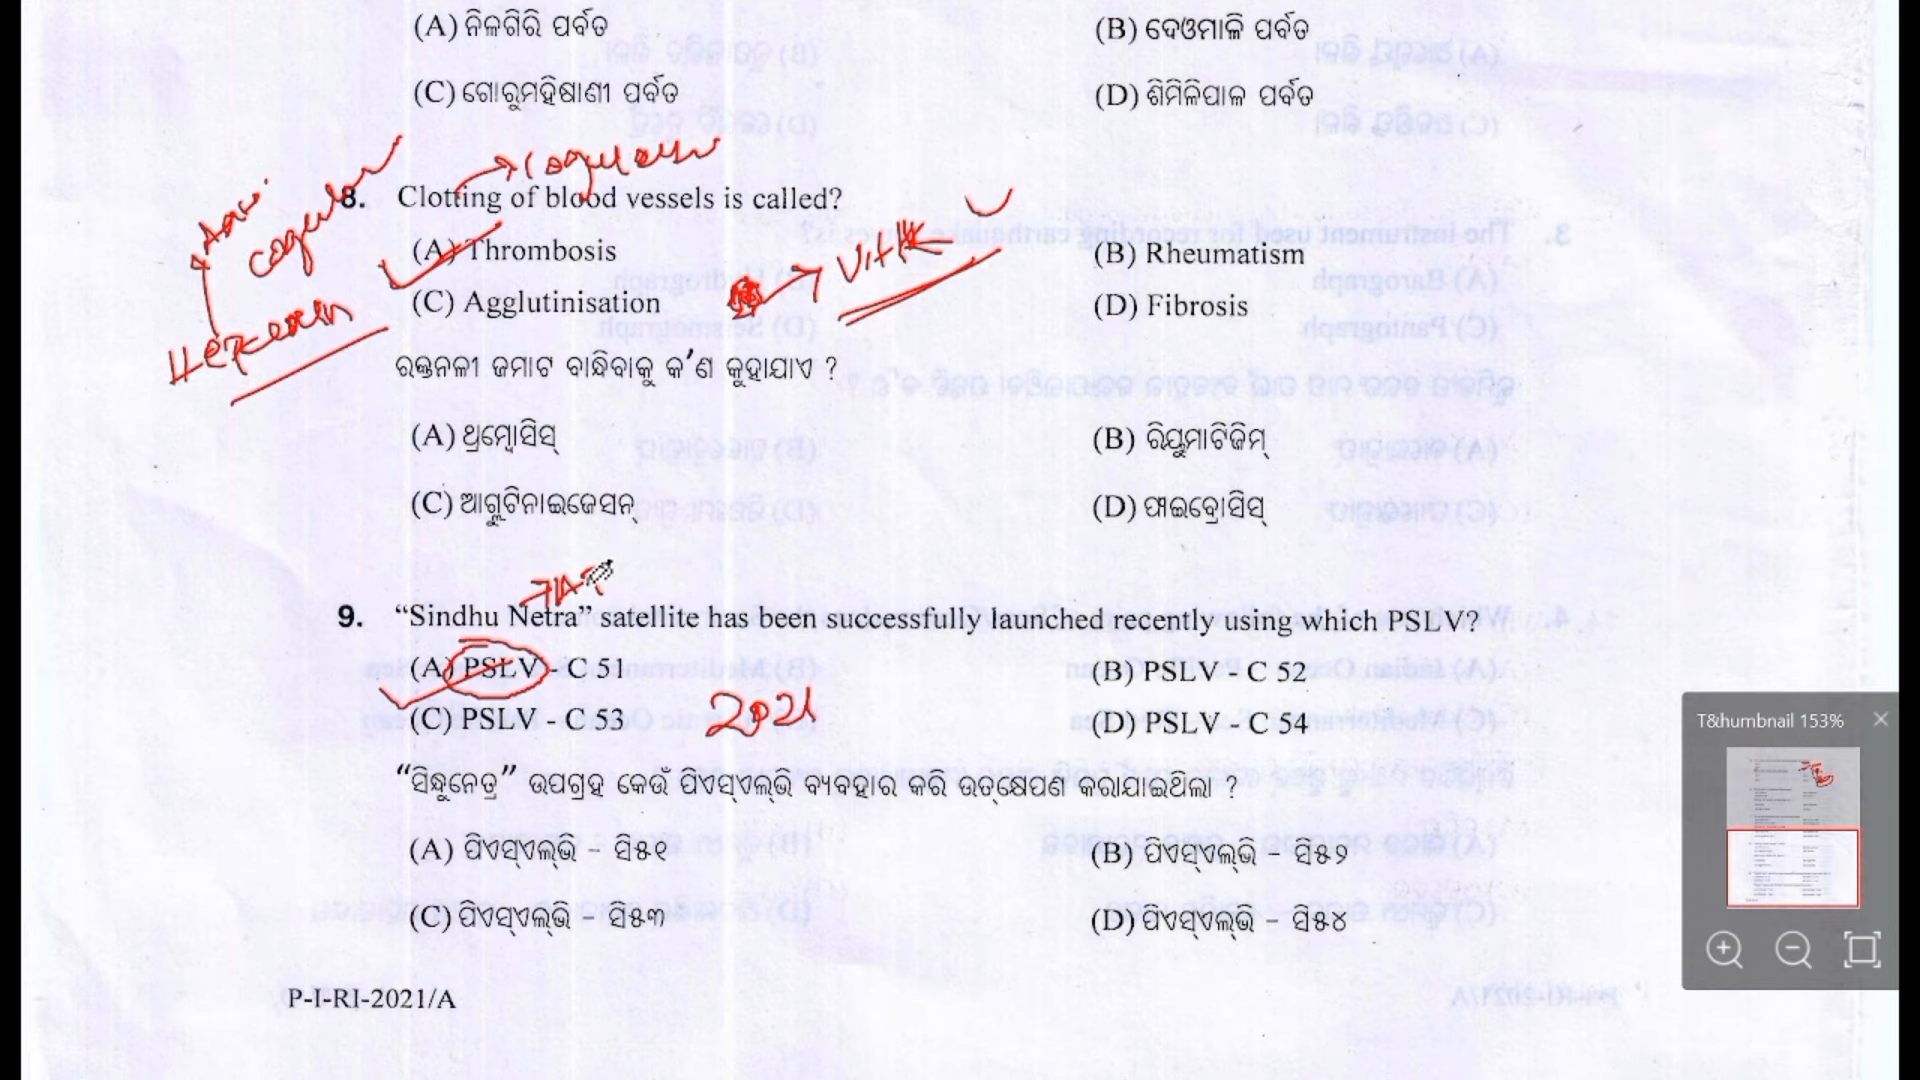 (A) ନିଳଗିରି ପର୍ବତ
(B) ଦେଓମାଳି ପର୍ବତ
(C) ଗୋରୁମହିଷାଣୀ ପର୍ବତ
(D) ଶିମିଳିପାଳ ପର୍ବତ
8. Clotting of blood vessels is called?
(A) Thrombosis
(B) Rheumatism
(C) Agglutinisation
(D) Fibrosis
ରକ୍ତନଳୀ ଜମାଟ ବାନ୍ଧିବାକୁ କ'ଣ କୁହାଯାଏ ?
(A) ଥ୍ରମ୍ବୋସିସ୍
(B) ରିୟୁମାଟିଜିମ୍
(C) ଆଗ୍ଲୁଟିନାଇଜେସନ୍
(D) ଫାଇବ୍ରୋସିସ୍
9. “Sindhu Netra” satellite has been successfully launched recently using which PSLV?
(A) PSLV - C 51
(B) PSLV - C 52
(C) PSLV - C 53
2021
(D) PSLV - C 54
“ସିନ୍ଧୁନେତ୍ର” ଉପଗ୍ରହ କେଉଁ ପିଏସ୍ଏଲ୍ଭି ବ୍ୟବହାର କରି ଉତ୍‌କ୍ଷେପଣ କରାଯାଇଥିଲା ?
(A) ପିଏସ୍ଏଲ୍ଭି – ସି୫୧
(B) ପିଏସ୍ଏଲ୍ଭି – ସି୫୨
(C) ପିଏସ୍ଏଲ୍ଭି – ସି୫୩
(D) ପିଏସ୍ଏଲ୍ଭି – ସି୫୪
P-I-RI-2021/A
T&humbnail 153%